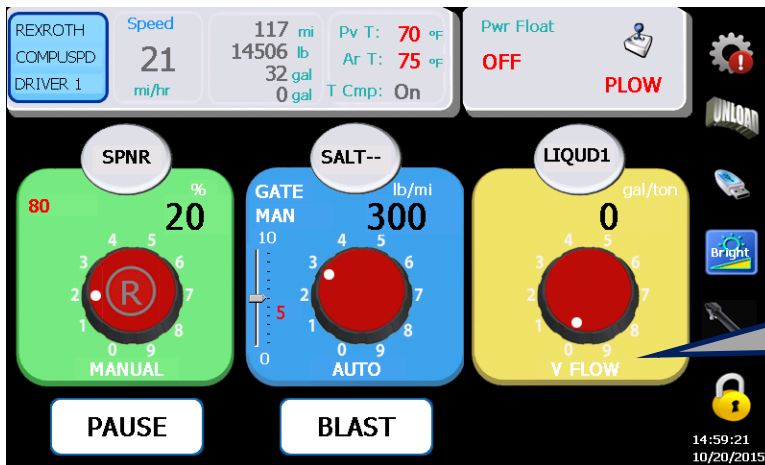 REXROTH
COMPUSPD
DRIVER 1
Speed
21
mi/hr
117 mi
14506 lb
32 gal
0 gal
Pv T: 70 °F
Ar T: 75 °F
T Cmp: On
Pwr Float
OFF
PLOW
UNLOAD
SPNR
%
80
20
0 1 2 3 4 5 6 7 8 9
R
MANUAL
SALT--
GATE
MAN
lb/mi
300
10
5
0
0 1 2 3 4 5 6 7 8 9
AUTO
LIQUD1
gal/ton
0
0 1 2 3 4 5 6 7 8 9
V FLOW
Bright
PAUSE
BLAST
14:59:21
10/20/2015